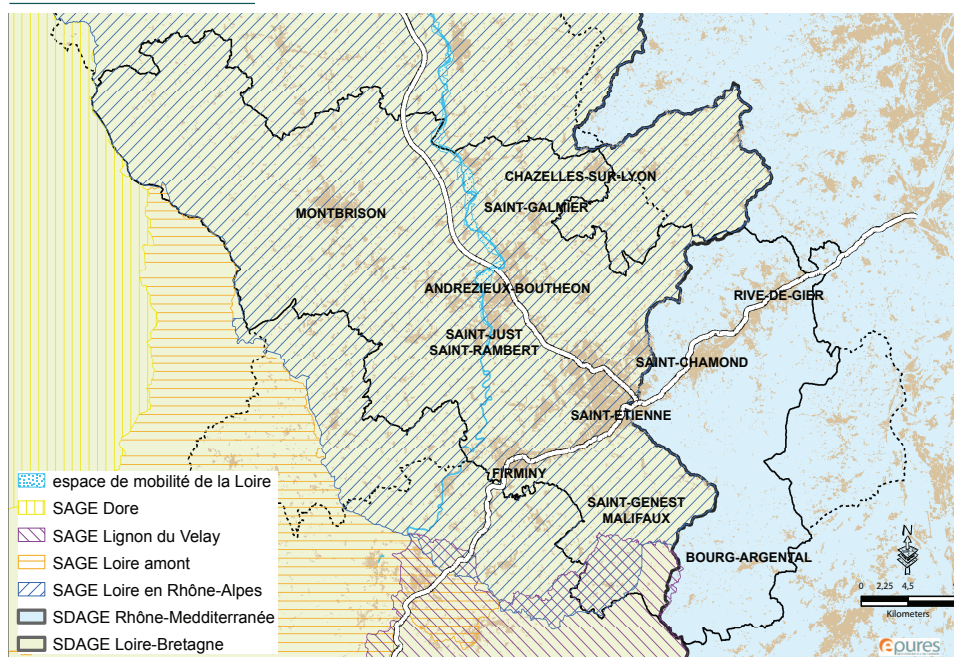 CHAZELLES-SUR-LYON
SAINT-GALMIER
MONTBRISON
ANDREZIEUX-BOUTHEON
RIVE-DE-GIER
SAINT-JUST
SAINT-RAMBERT
SAINT-CHAMOND
SAINT-ETIENNE
FIRMINY
SAINT-GENEST
MALIFAUX
BOURG-ARGENTAL
espace de mobilité de la Loire
SAGE Dore
SAGE Lignon du Velay
SAGE Loire amont
SAGE Loire en Rhône-Alpes
SDAGE Rhône-Medditerranée
SDAGE Loire-Bretagne
N
0 2,25 4,5
Kilometers
epures